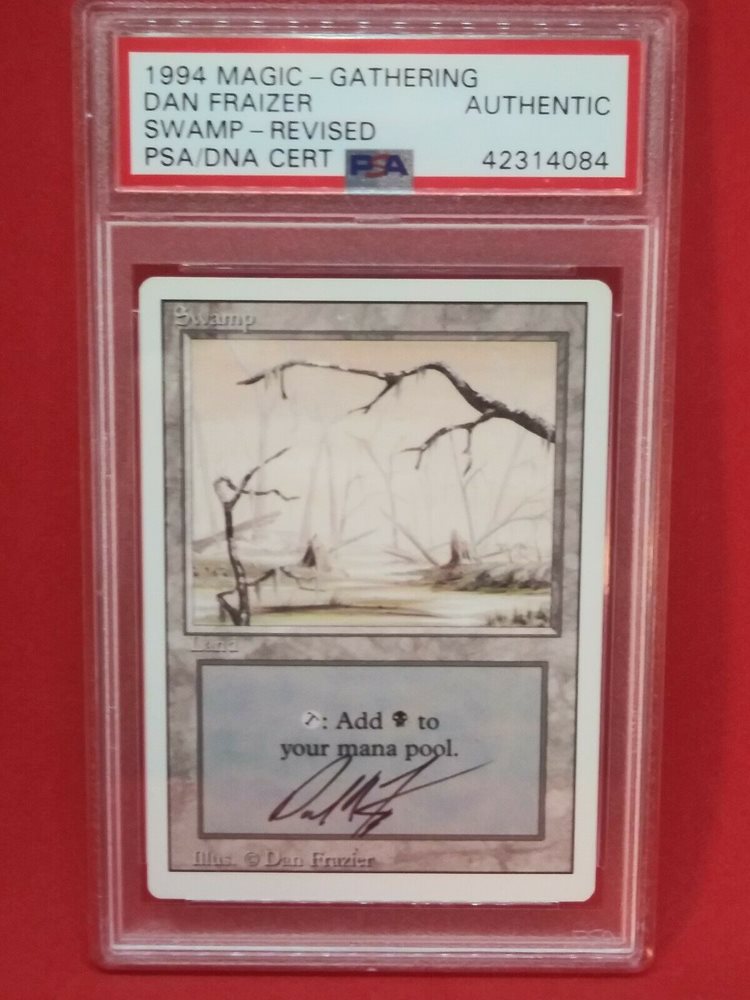 1994 MAGIC - GATHERING
DAN FRAIZER AUTHENTIC
SWAMP - REVISED
PSA/DNA CERT PSA 42314084
Swamp
Land
T: Add to
your mana pool.
Illus. © Dan Frazier
PSA